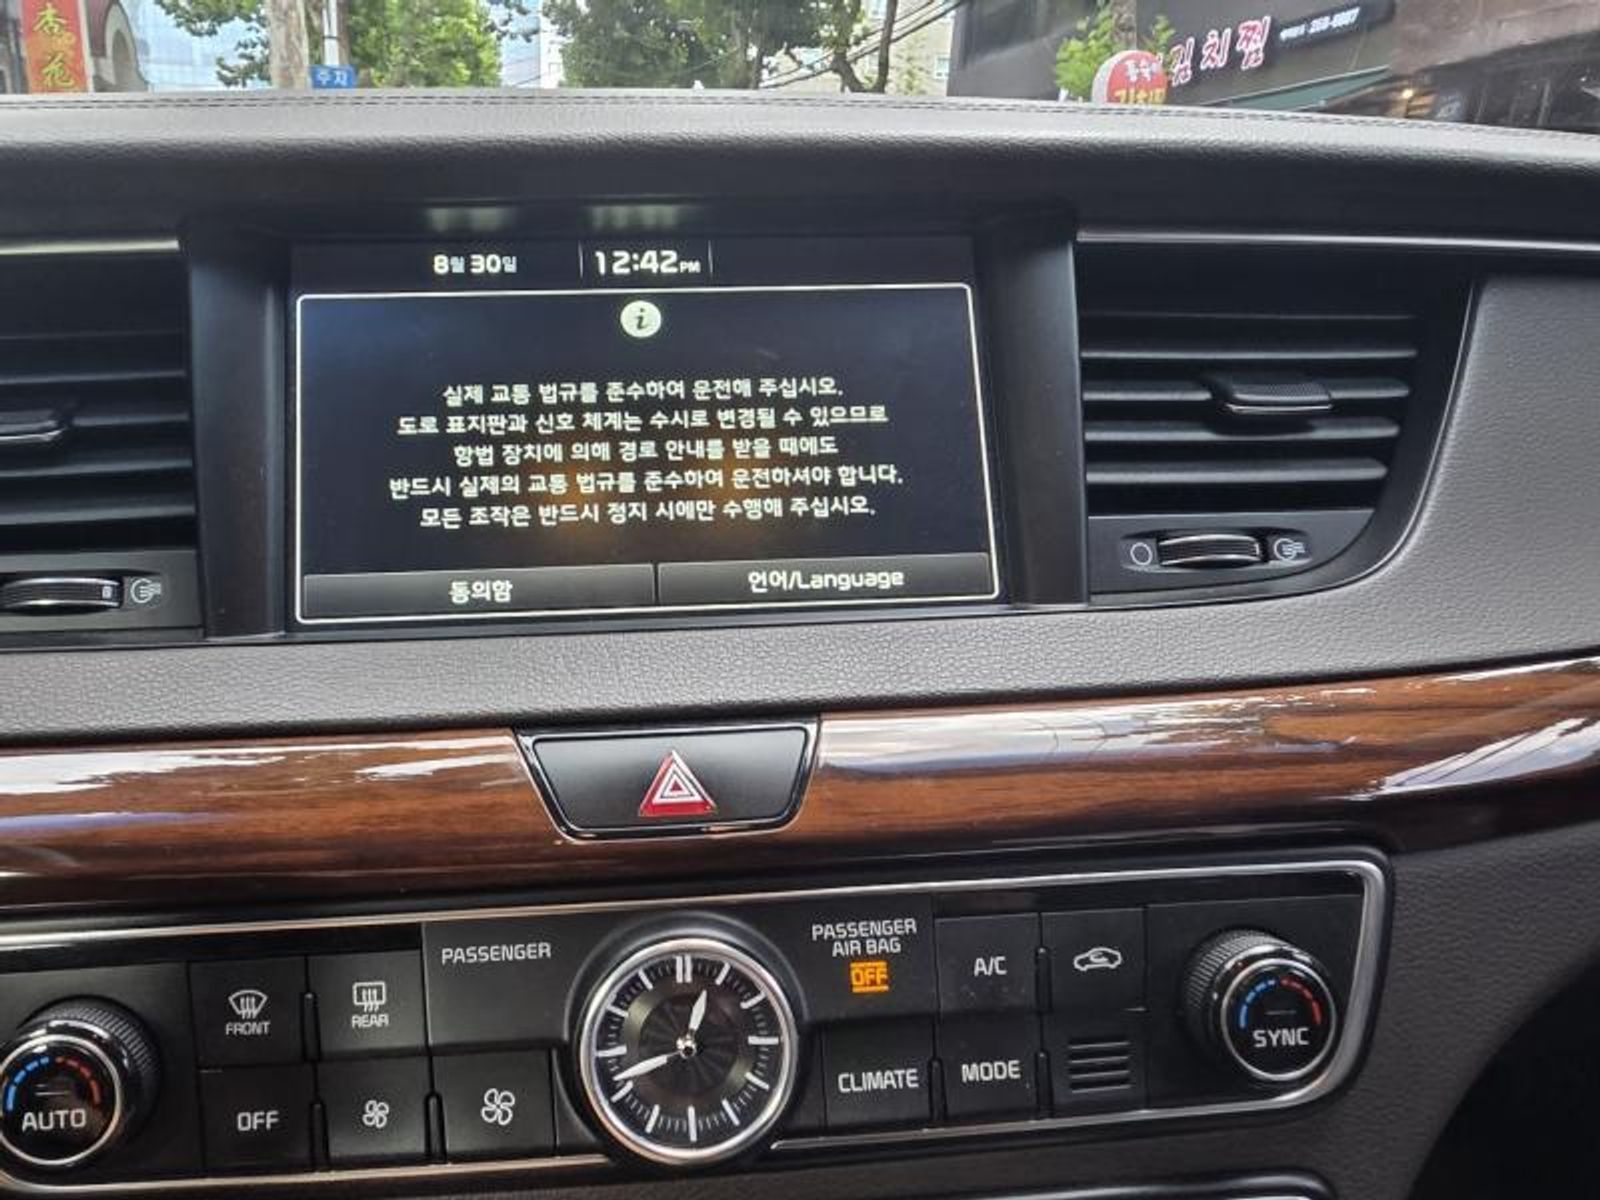 杏花
주차
김치찜
8월 30일
12:42PM
실제 교통 법규를 준수하여 운전해 주십시오.
도로 표지판과 신호 체계는 수시로 변경될 수 있으므로
항법 장치에 의해 경로 안내를 받을 때에도
반드시 실제의 교통 법규를 준수하여 운전하셔야 합니다.
모든 조작은 반드시 정지 시에만 수행해 주십시오.
동의함
언어/Language
PASSENGER
PASSENGER
AIR BAG
OFF
FRONT
REAR
A/C
AUTO
OFF
CLIMATE
MODE
SYNC